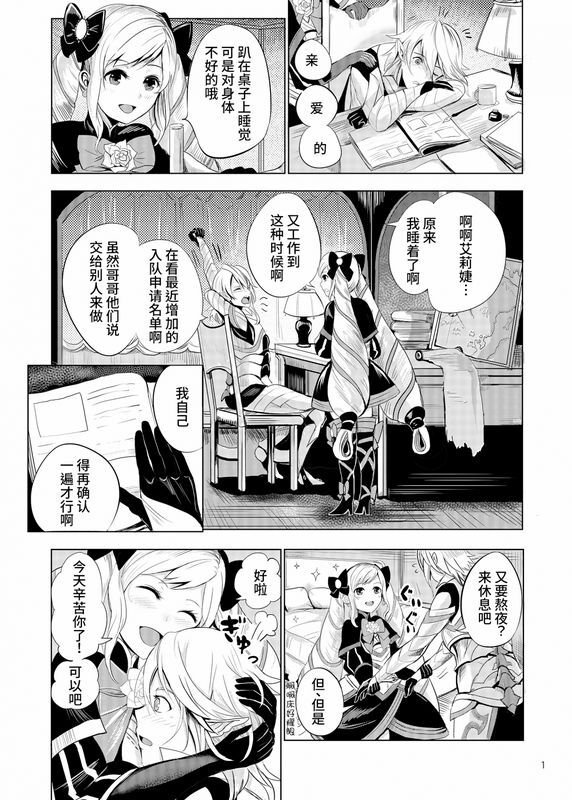 亲
爱
的
趴在桌子上睡觉
可是对身体
不好的哦
啊啊艾莉婕…
原来
我睡着了啊
又工作到
这种时候啊
在看最近增加的
入队申请名单啊
虽然哥哥他们说
交给别人来做
我自己
得再确认
一遍才行啊
又要熬夜?
来休息吧
但、但是
好啦
ぎゅっ
今天辛苦你了!
可以吧
1